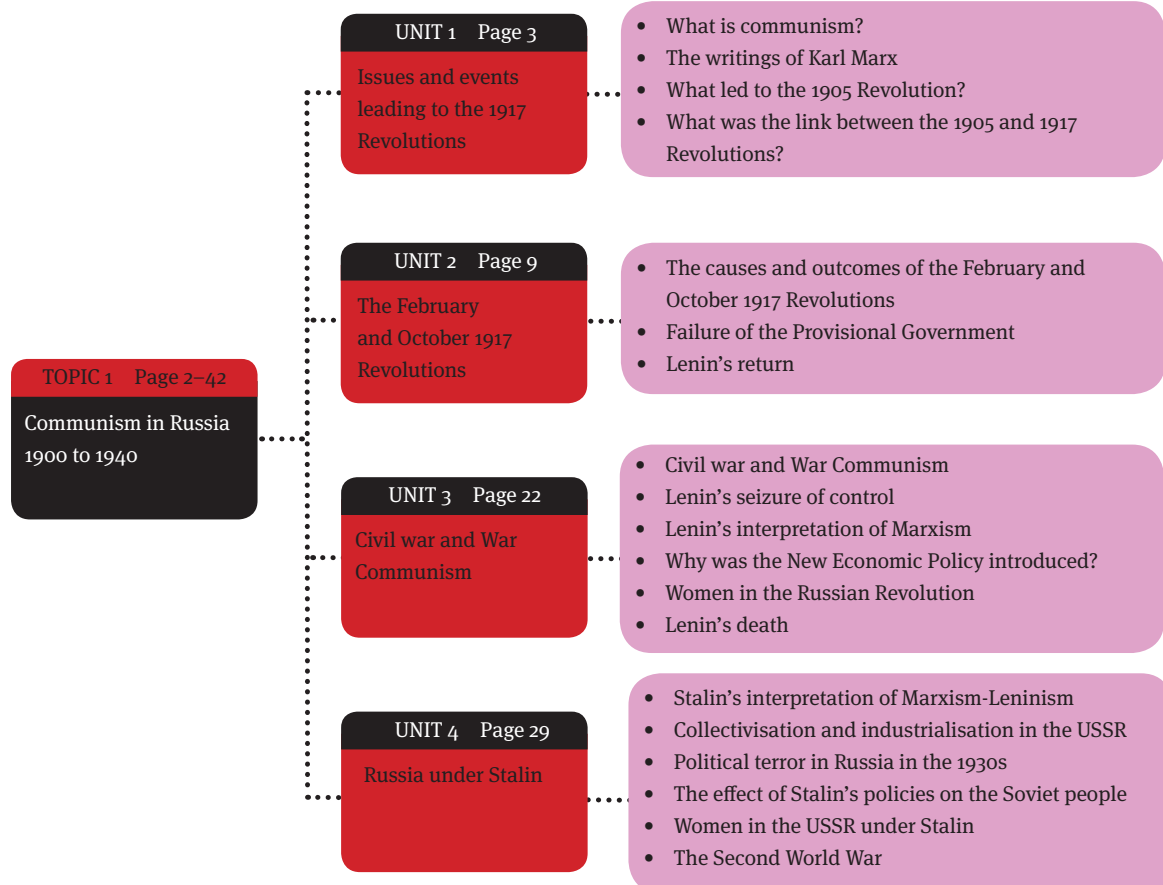 TOPIC 1 Page 2–42
Communism in Russia
1900 to 1940
UNIT 1 Page 3
Issues and events
leading to the 1917
Revolutions
• What is communism?
• The writings of Karl Marx
• What led to the 1905 Revolution?
• What was the link between the 1905 and 1917
Revolutions?
UNIT 2 Page 9
The February
and October 1917
Revolutions
• The causes and outcomes of the February and
October 1917 Revolutions
• Failure of the Provisional Government
• Lenin’s return
UNIT 3 Page 22
Civil war and War
Communism
• Civil war and War Communism
• Lenin’s seizure of control
• Lenin’s interpretation of Marxism
• Why was the New Economic Policy introduced?
• Women in the Russian Revolution
• Lenin’s death
UNIT 4 Page 29
Russia under Stalin
• Stalin’s interpretation of Marxism-Leninism
• Collectivisation and industrialisation in the USSR
• Political terror in Russia in the 1930s
• The effect of Stalin’s policies on the Soviet people
• Women in the USSR under Stalin
• The Second World War